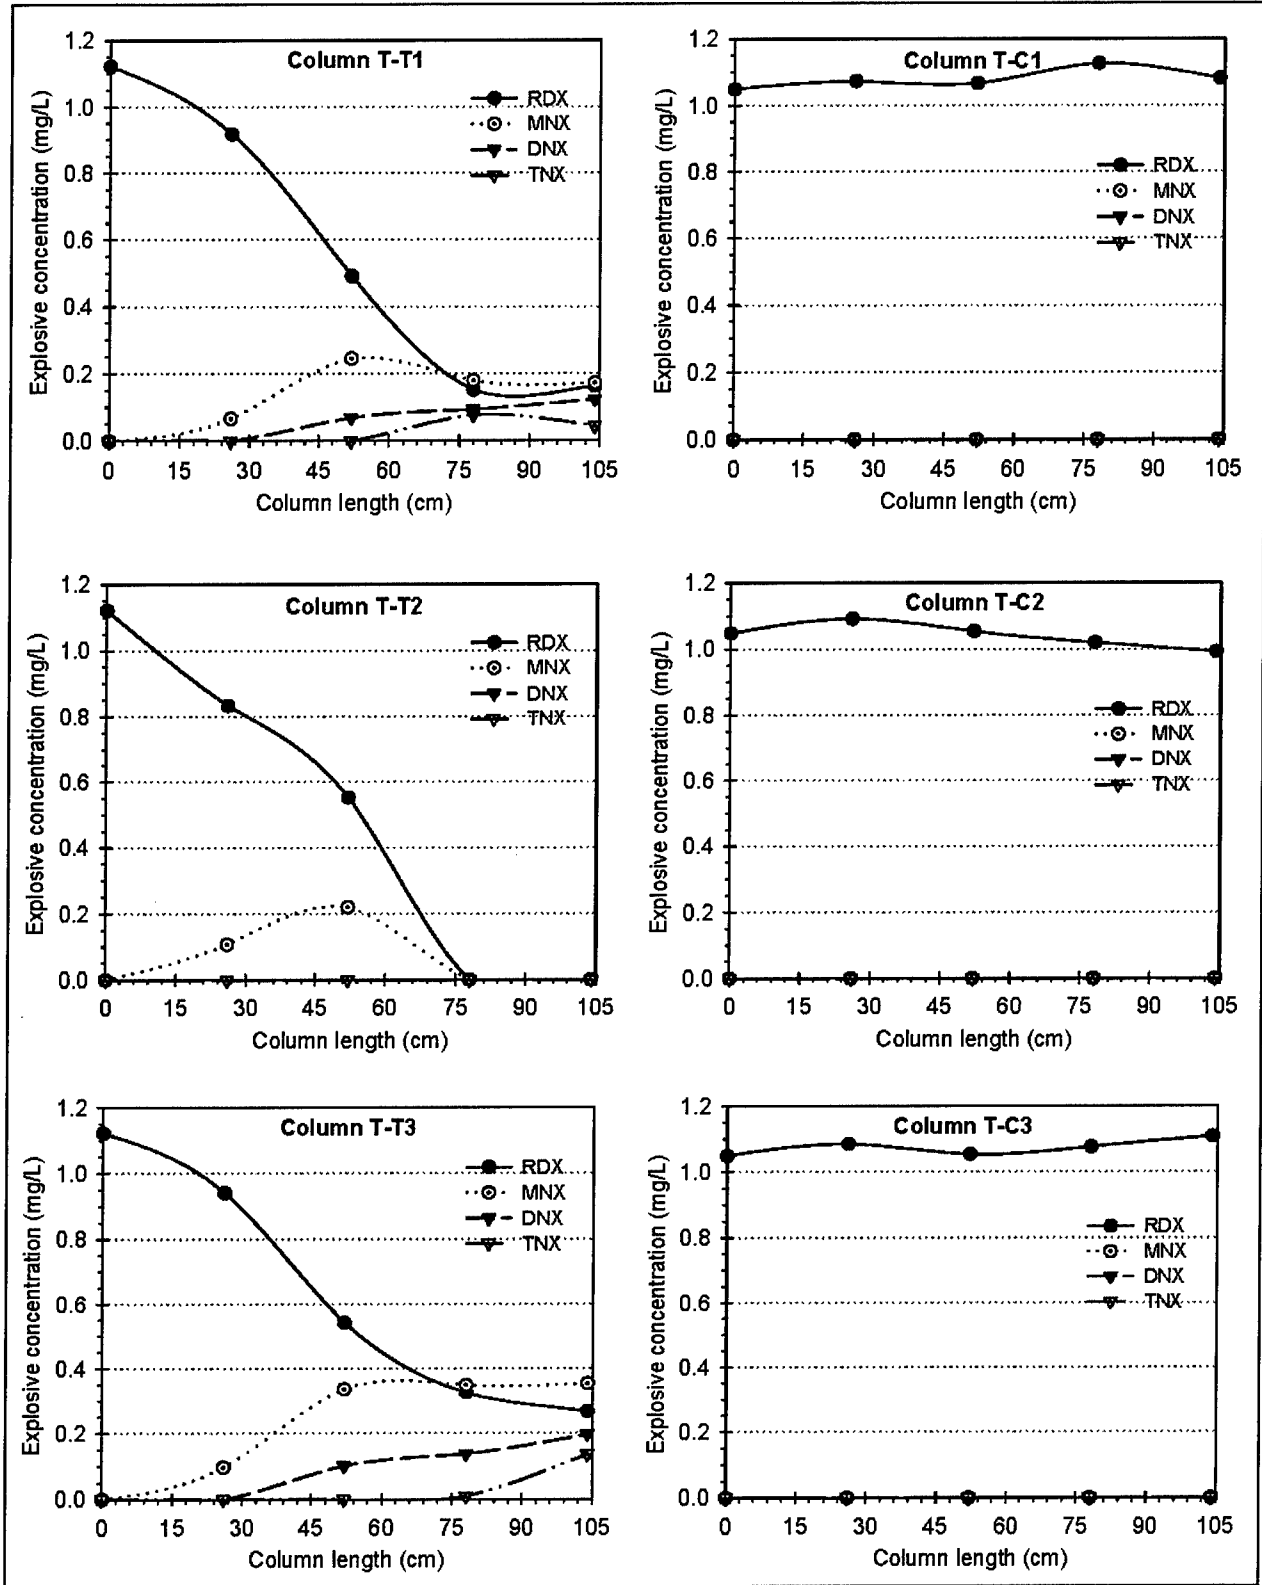 Column T-T1
Explosive concentration (mg/L)
1.2
1.0
0.8
0.6
0.4
0.2
0.0
RDX
MNX
DNX
TNX
0 15 30 45 60 75 90 105
Column length (cm)
Column T-C1
Explosive concentration (mg/L)
1.2
1.0
0.8
0.6
0.4
0.2
0.0
RDX
MNX
DNX
TNX
0 15 30 45 60 75 90 105
Column length (cm)
Column T-T2
Explosive concentration (mg/L)
1.2
1.0
0.8
0.6
0.4
0.2
0.0
RDX
MNX
DNX
TNX
0 15 30 45 60 75 90 105
Column length (cm)
Column T-C2
Explosive concentration (mg/L)
1.2
1.0
0.8
0.6
0.4
0.2
0.0
RDX
MNX
DNX
TNX
0 15 30 45 60 75 90 105
Column length (cm)
Column T-T3
Explosive concentration (mg/L)
1.2
1.0
0.8
0.6
0.4
0.2
0.0
RDX
MNX
DNX
TNX
0 15 30 45 60 75 90 105
Column length (cm)
Column T-C3
Explosive concentration (mg/L)
1.2
1.0
0.8
0.6
0.4
0.2
0.0
RDX
MNX
DNX
TNX
0 15 30 45 60 75 90 105
Column length (cm)